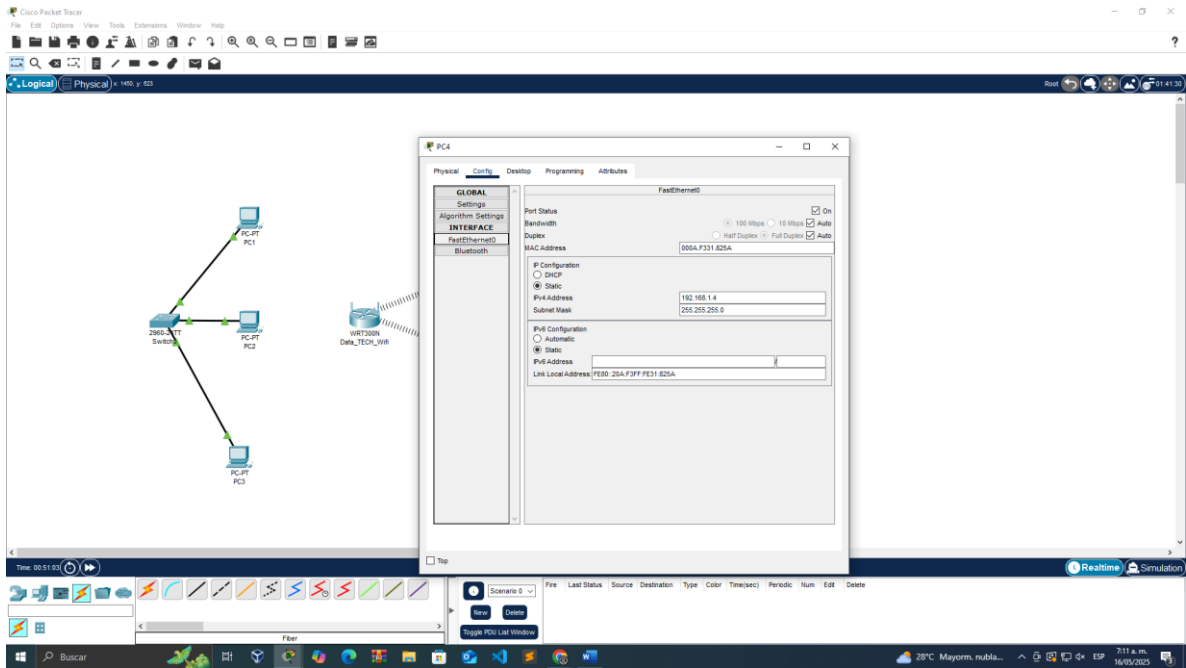 Cisco Packet Tracer
File Edit Options View Tools Extensions Window Help
?
Logical Physical x: 1450, y: 623
Root 01:41:30
PC4
Physical Config Desktop Programming Attributes
GLOBAL
Settings
Algorithm Settings
INTERFACE
FastEthernet0
Bluetooth
FastEthernet0
Port Status On
Bandwidth 100 Mbps 10 Mbps Auto
Duplex Half Duplex Full Duplex Auto
MAC Address 000A.F331.825A
IP Configuration
DHCP
Static
IPv4 Address 192.168.1.4
Subnet Mask 255.255.255.0
IPv6 Configuration
Automatic
Static
IPv6 Address /
Link Local Address: FE80::20A:F3FF:FE31:825A
Top
PC-PT
PC1
2960-24TT
PC-PT
PC2
WRT300N
Data_TECH_Wifi
PC-PT
PC3
Time: 00:51:03
Realtime Simulation
Scenario 0
New Delete
Toggle PDU List Window
Fire Last Status Source Destination Type Color Time(sec) Periodic Num Edit Delete
Fiber
Buscar
28°C Mayorm. nubla... ESP 7:11 a. m.
16/05/2025